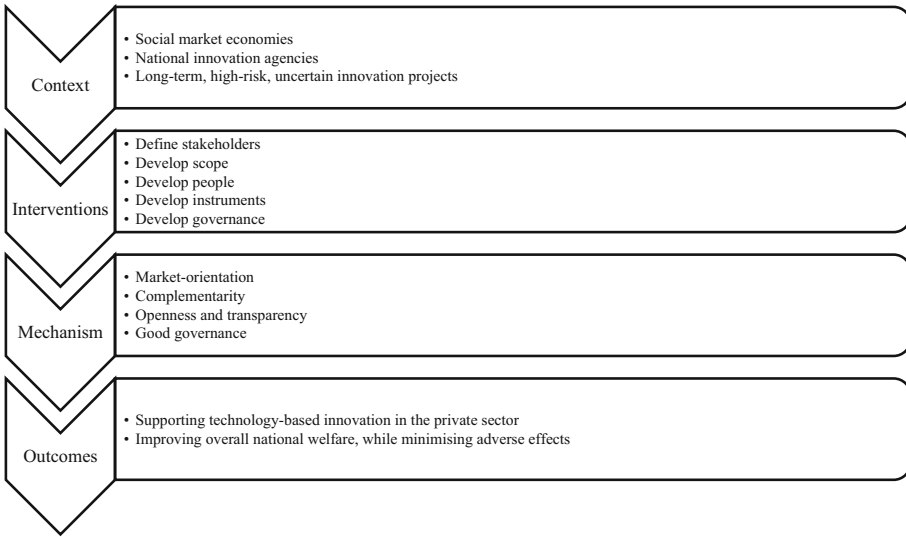 Context
• Social market economies
• National innovation agencies
• Long-term, high-risk, uncertain innovation projects
Interventions
• Define stakeholders
• Develop scope
• Develop people
• Develop instruments
• Develop governance
Mechanism
• Market-orientation
• Complementarity
• Openness and transparency
• Good governance
Outcomes
• Supporting technology-based innovation in the private sector
• Improving overall national welfare, while minimising adverse effects